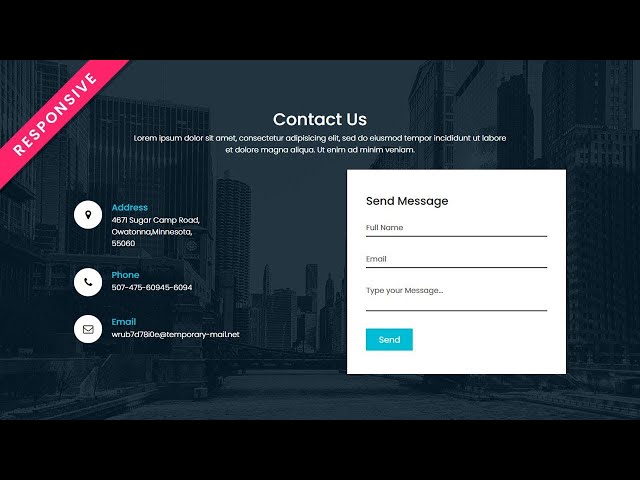 RESPONSIVE
Contact Us
Lorem ipsum dolor sit amet, consectetur adipisicing elit, sed do eiusmod tempor incididunt ut labore
et dolore magna aliqua. Ut enim ad minim veniam.
Address
4671 Sugar Camp Road,
Owatonna,Minnesota,
55060
Phone
507-475-60945-6094
Email
wrub7d78i0e@temporary-mail.net
Send Message
Full Name
Email
Type your Message...
Send